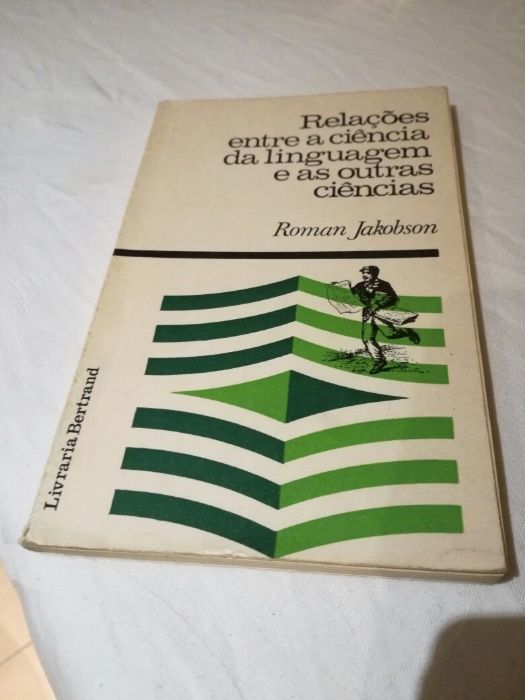 Relações
entre a ciência
da linguagem
e as outras
ciências
Roman Jakobson
Livraria Bertrand